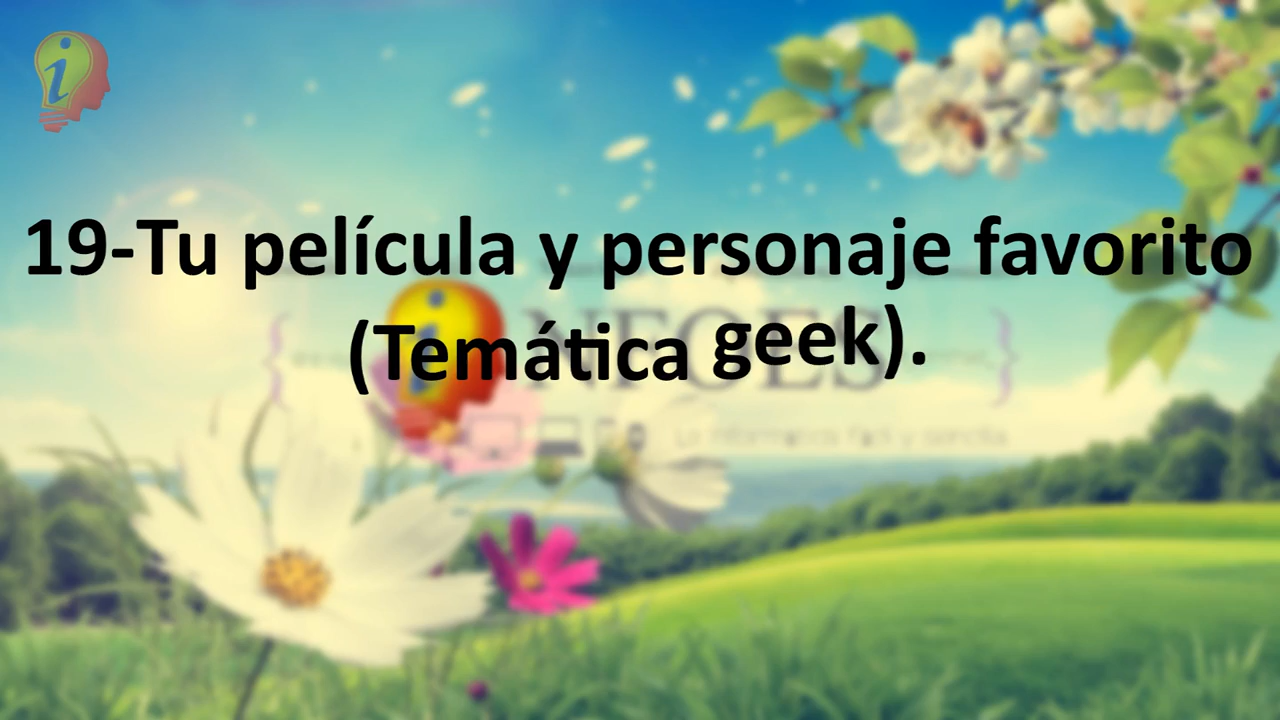 19-Tu película y personaje favorito
(Temática geek).